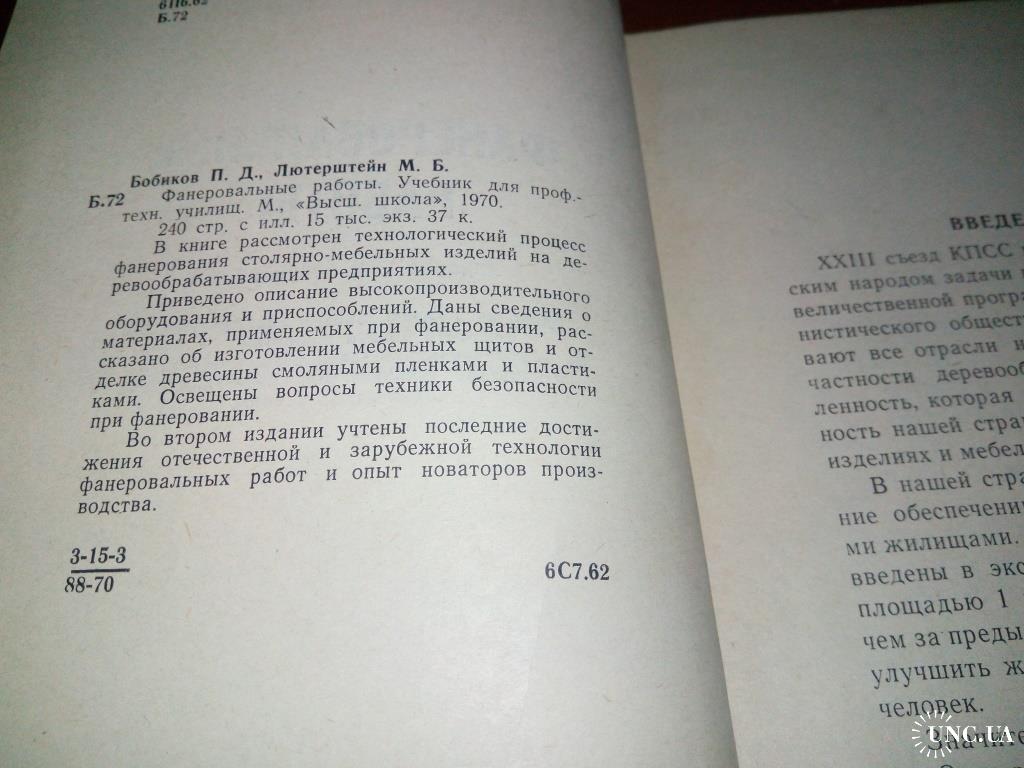 6П6.62
Б.72
Бобиков П. Д., Лютерштейн М. Б.
Б.72 Фанеровальные работы. Учебник для проф.-
техн. училищ. М., «Высш. школа», 1970.
240 стр. с илл. 15 тыс. экз. 37 к.
В книге рассмотрен технологический процесс
фанерования столярно-мебельных изделий на де-
ревообрабатывающих предприятиях.
Приведено описание высокопроизводительного
оборудования и приспособлений. Даны сведения о
материалах, применяемых при фанеровании, рас-
сказано об изготовлении мебельных щитов и от-
делке древесины смоляными пленками и пласти-
ками. Освещены вопросы техники безопасности
при фанеровании.
Во втором издании учтены последние дости-
жения отечественной и зарубежной технологии
фанеровальных работ и опыт новаторов произ-
водства.
3-15-3
88-70
6С7.62
ВВЕДЕ
XXIII съезд КПСС
ским народом задачи
величественной програ
нистического общест
вают все отрасли н
частности деревооб
ленность, которая
ность нашей стра
изделиях и мебел
В нашей стра
ние обеспечени
ми жилищами.
введены в экс
площадью 1
чем за преды
улучшить ж
человек.
Значите
UNC.UA